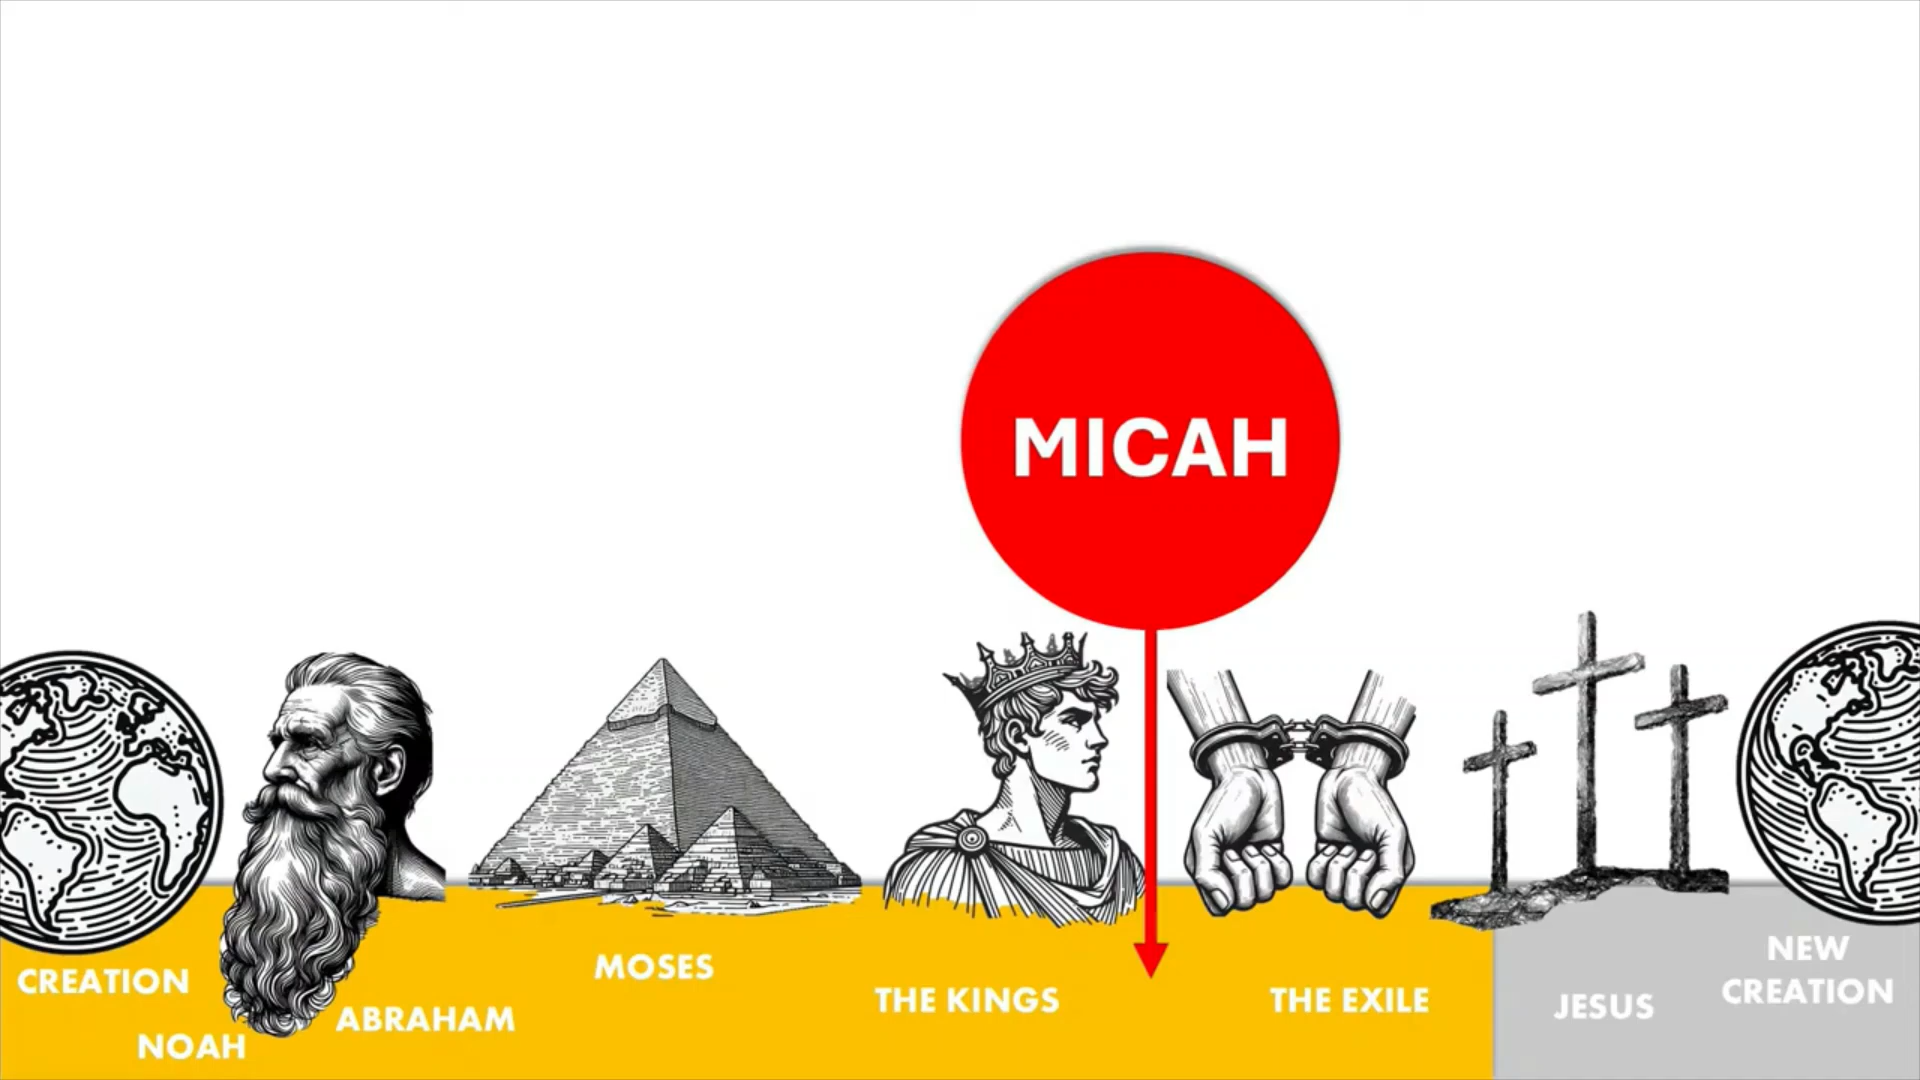 MICAH
CREATION
NOAH
ABRAHAM
MOSES
THE KINGS
THE EXILE
JESUS
NEW
CREATION